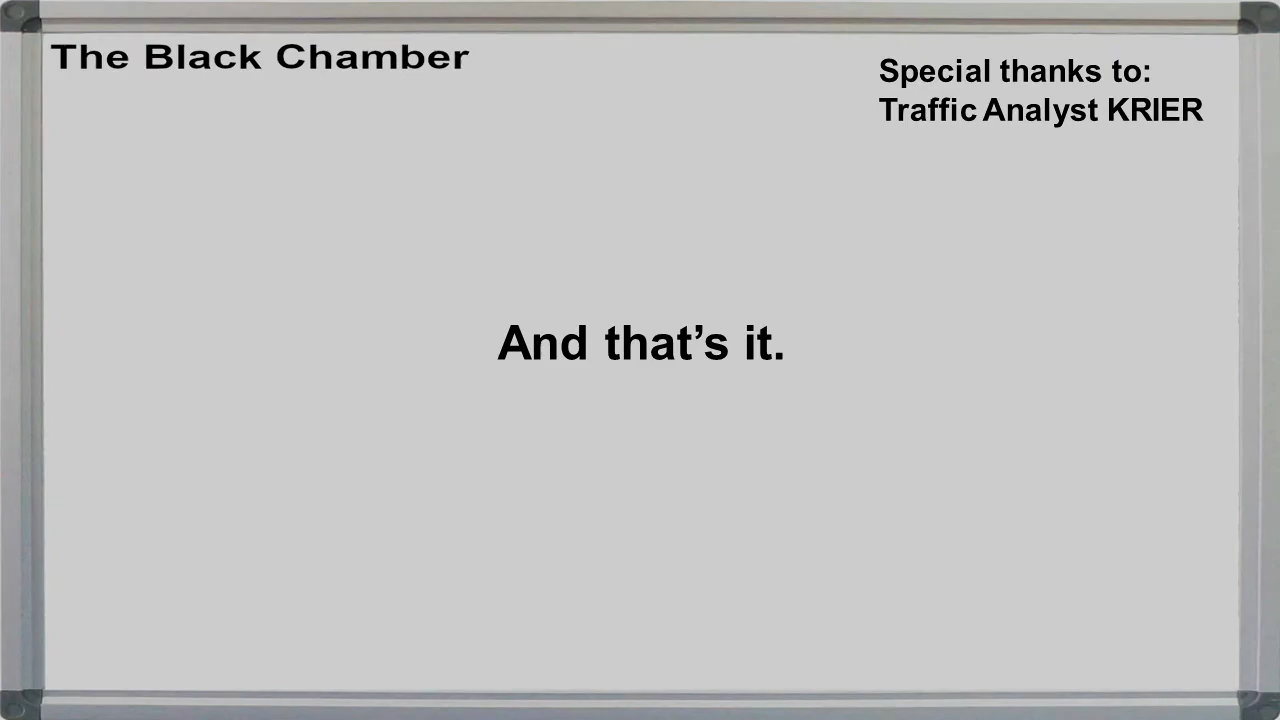 The Black Chamber
Special thanks to:
Traffic Analyst KRIER
And that’s it.